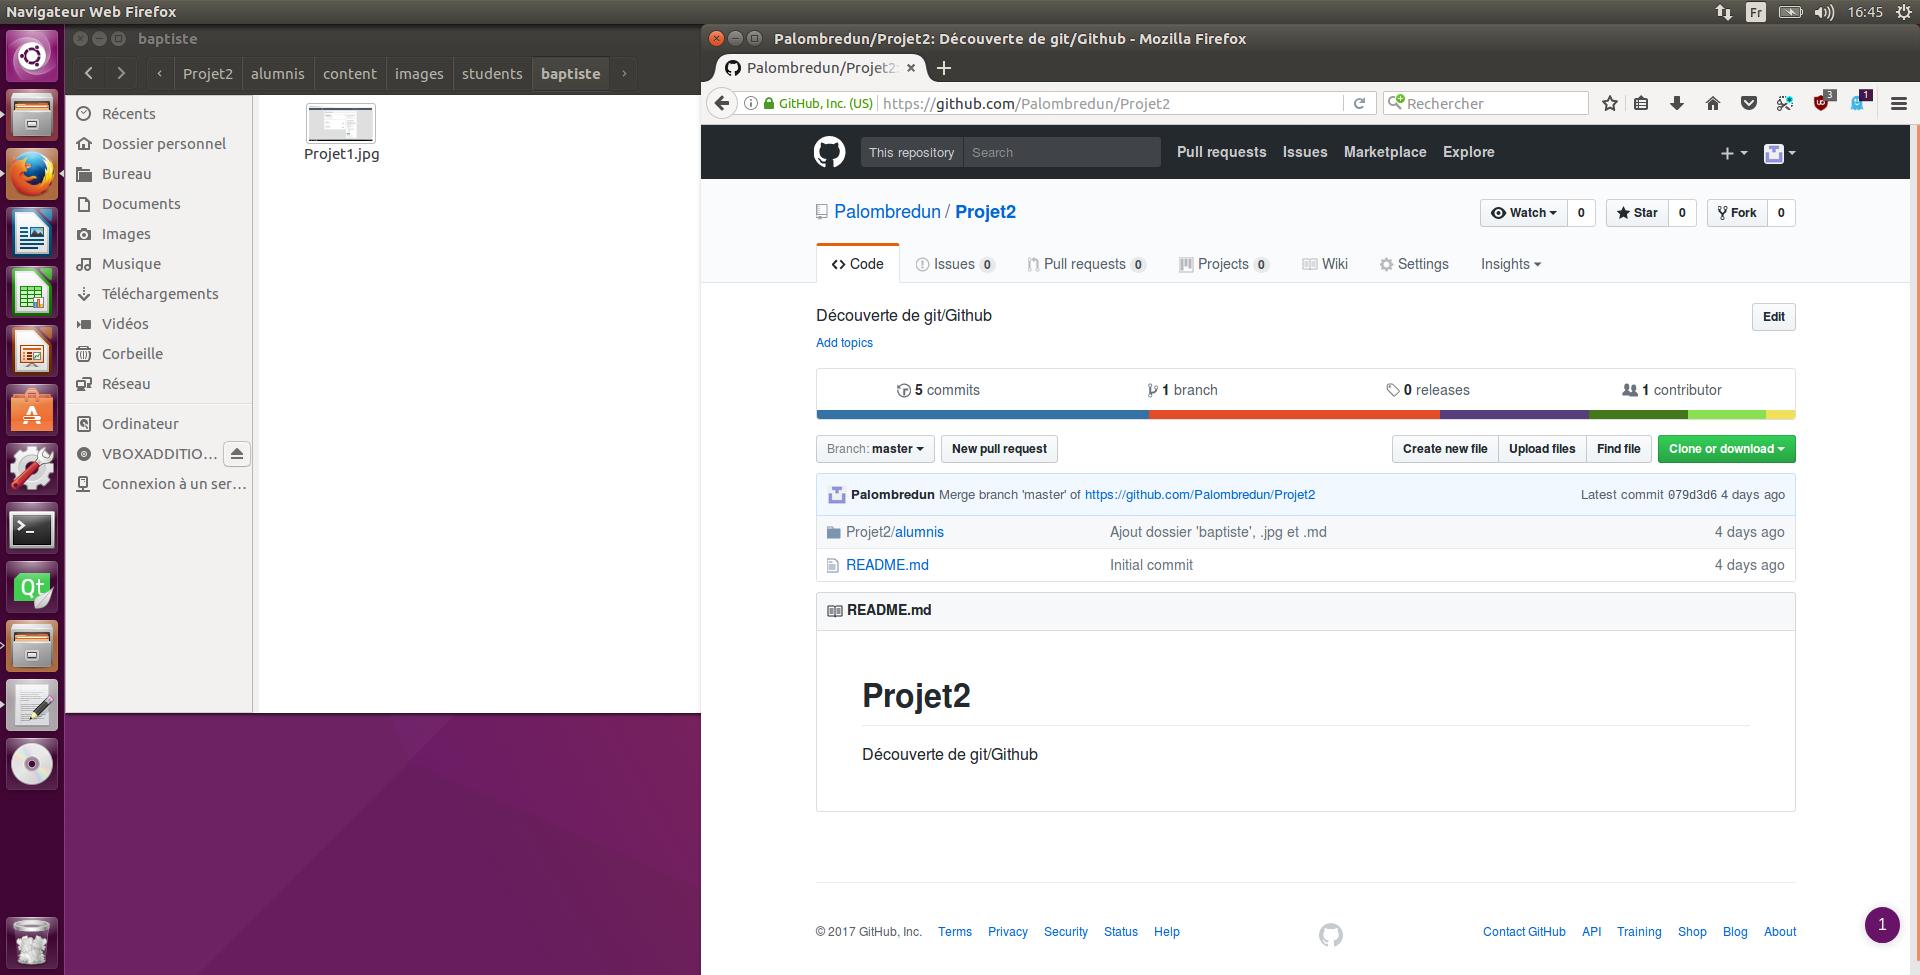 Navigateur Web Firefox
Fr
16:45
baptiste
Projet2 alumnis content images students baptiste
Récents
Dossier personnel
Bureau
Documents
Images
Musique
Téléchargements
Vidéos
Corbeille
Réseau
Ordinateur
VBOXADDITIO...
Connexion à un ser...
Projet1.jpg
Qt
Palombredun/Projet2: Découverte de git/Github - Mozilla Firefox
Palombredun/Projet2:
GitHub, Inc. (US) https://github.com/Palombredun/Projet2 Rechercher 3 1
This repository Search Pull requests Issues Marketplace Explore
Palombredun / Projet2
Watch 0 Star 0 Fork 0
Code Issues 0 Pull requests 0 Projects 0 Wiki Settings Insights
Découverte de git/Github
Edit
Add topics
5 commits 1 branch 0 releases 1 contributor
Branch: master New pull request Create new file Upload files Find file Clone or download
Palombredun Merge branch 'master' of https://github.com/Palombredun/Projet2 Latest commit 079d3d6 4 days ago
Projet2/alumnis Ajout dossier 'baptiste', .jpg et .md 4 days ago
README.md Initial commit 4 days ago
README.md
Projet2
Découverte de git/Github
© 2017 GitHub, Inc. Terms Privacy Security Status Help Contact GitHub API Training Shop Blog About
1